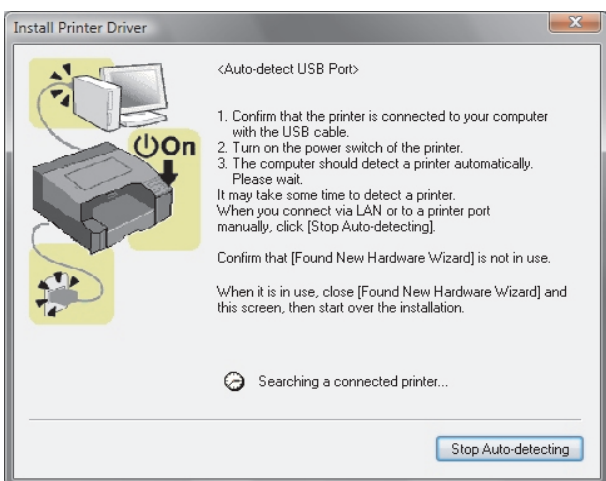 Install Printer Driver
<Auto-detect USB Port>
1. Confirm that the printer is connected to your computer
with the USB cable.
2. Turn on the power switch of the printer.
3. The computer should detect a printer automatically.
Please wait.
It may take some time to detect a printer.
When you connect via LAN or to a printer port
manually, click [Stop Auto-detecting].
On
Confirm that [Found New Hardware Wizard] is not in use.
When it is in use, close [Found New Hardware Wizard] and
this screen, then start over the installation.
Searching a connected printer...
Stop Auto-detecting